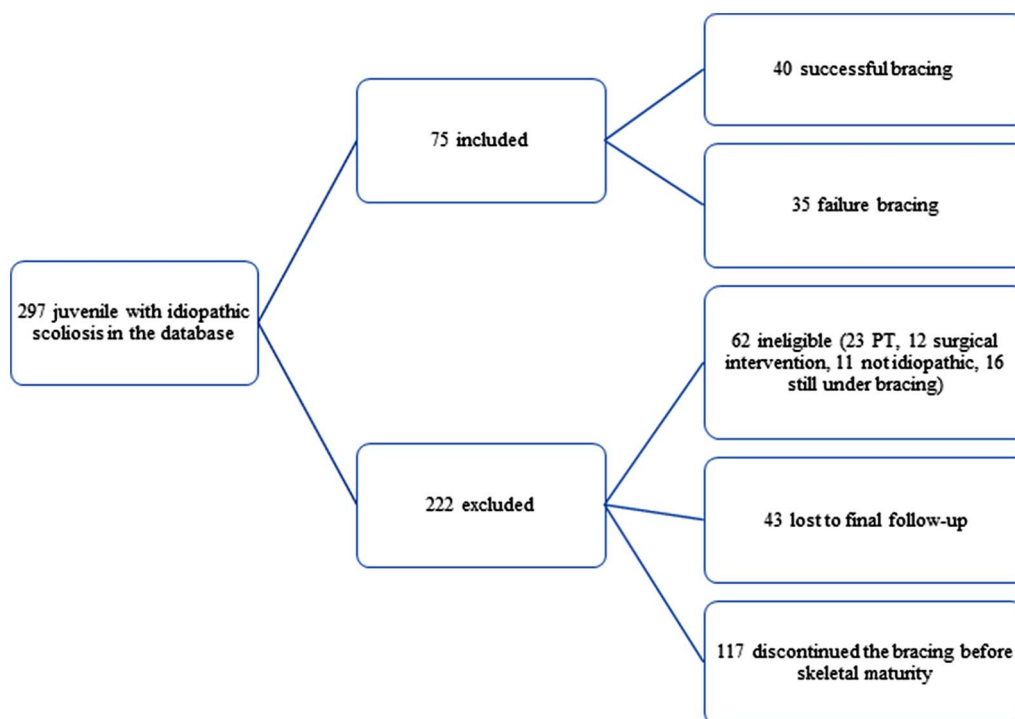 297 juvenile with idiopathic
scoliosis in the database
75 included
40 successful bracing
35 failure bracing
222 excluded
62 ineligible (23 PT, 12 surgical
intervention, 11 not idiopathic, 16
still under bracing)
43 lost to final follow-up
117 discontinued the bracing before
skeletal maturity